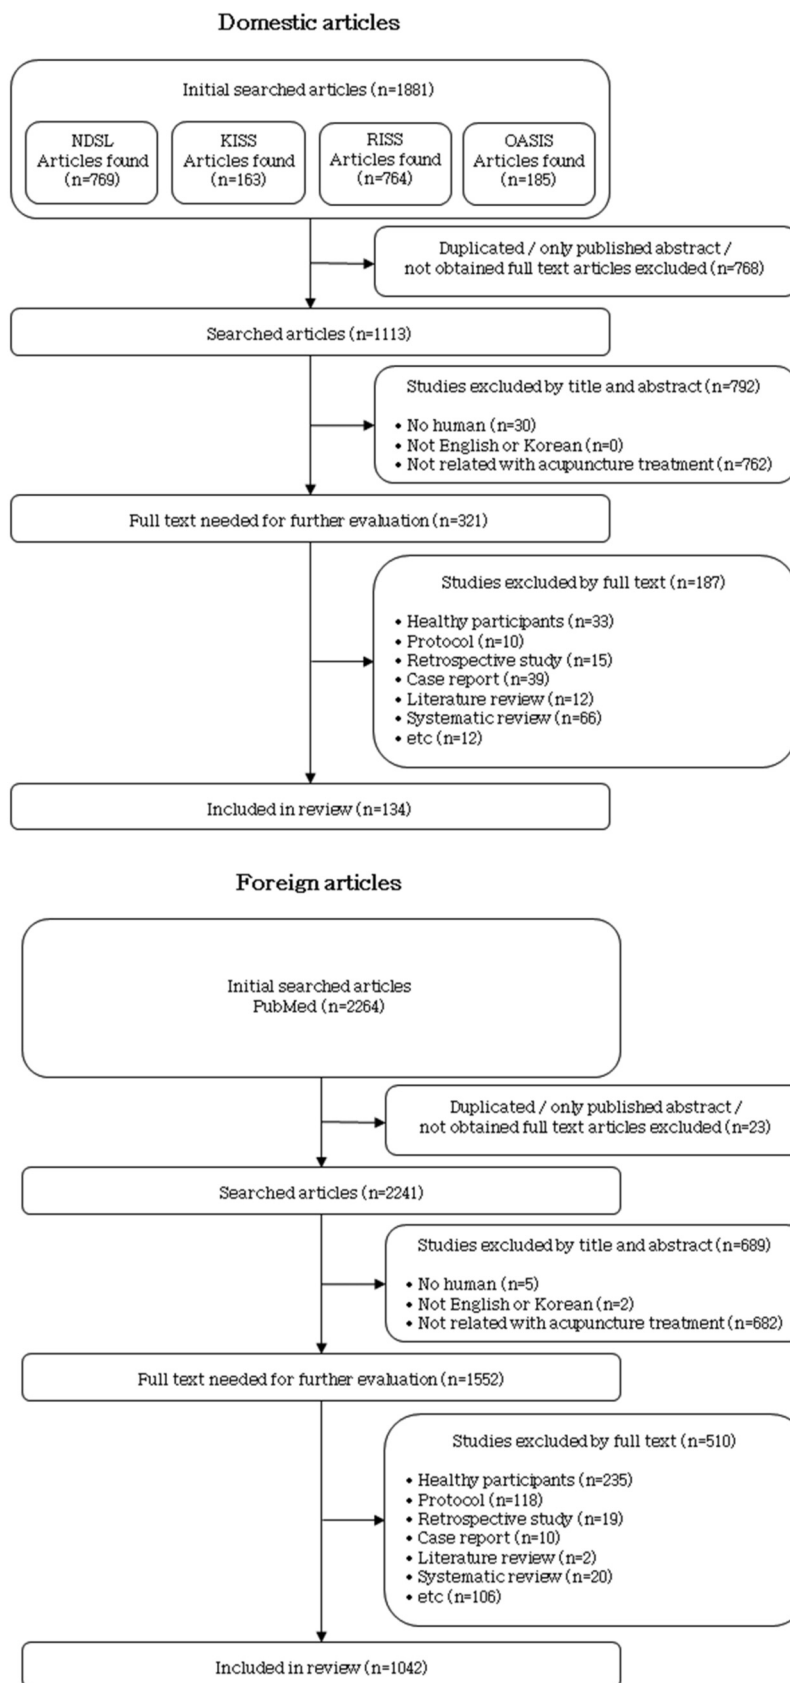 Domestic articles
Initial searched articles (n=1881)
NDSL
Articles found
(n=769)
KISS
Articles found
(n=163)
RISS
Articles found
(n=764)
OASIS
Articles found
(n=185)
Duplicated / only published abstract /
not obtained full text articles excluded (n=768)
Searched articles (n=1113)
Studies excluded by title and abstract (n=792)
• No human (n=30)
• Not English or Korean (n=0)
• Not related with acupuncture treatment (n=762)
Full text needed for further evaluation (n=321)
Studies excluded by full text (n=187)
• Healthy participants (n=33)
• Protocol (n=10)
• Retrospective study (n=15)
• Case report (n=39)
• Literature review (n=12)
• Systematic review (n=66)
• etc (n=12)
Included in review (n=134)
Foreign articles
Initial searched articles
PubMed (n=2264)
Duplicated / only published abstract /
not obtained full text articles excluded (n=23)
Searched articles (n=2241)
Studies excluded by title and abstract (n=689)
• No human (n=5)
• Not English or Korean (n=2)
• Not related with acupuncture treatment (n=682)
Full text needed for further evaluation (n=1552)
Studies excluded by full text (n=510)
• Healthy participants (n=235)
• Protocol (n=118)
• Retrospective study (n=19)
• Case report (n=10)
• Literature review (n=2)
• Systematic review (n=20)
• etc (n=106)
Included in review (n=1042)